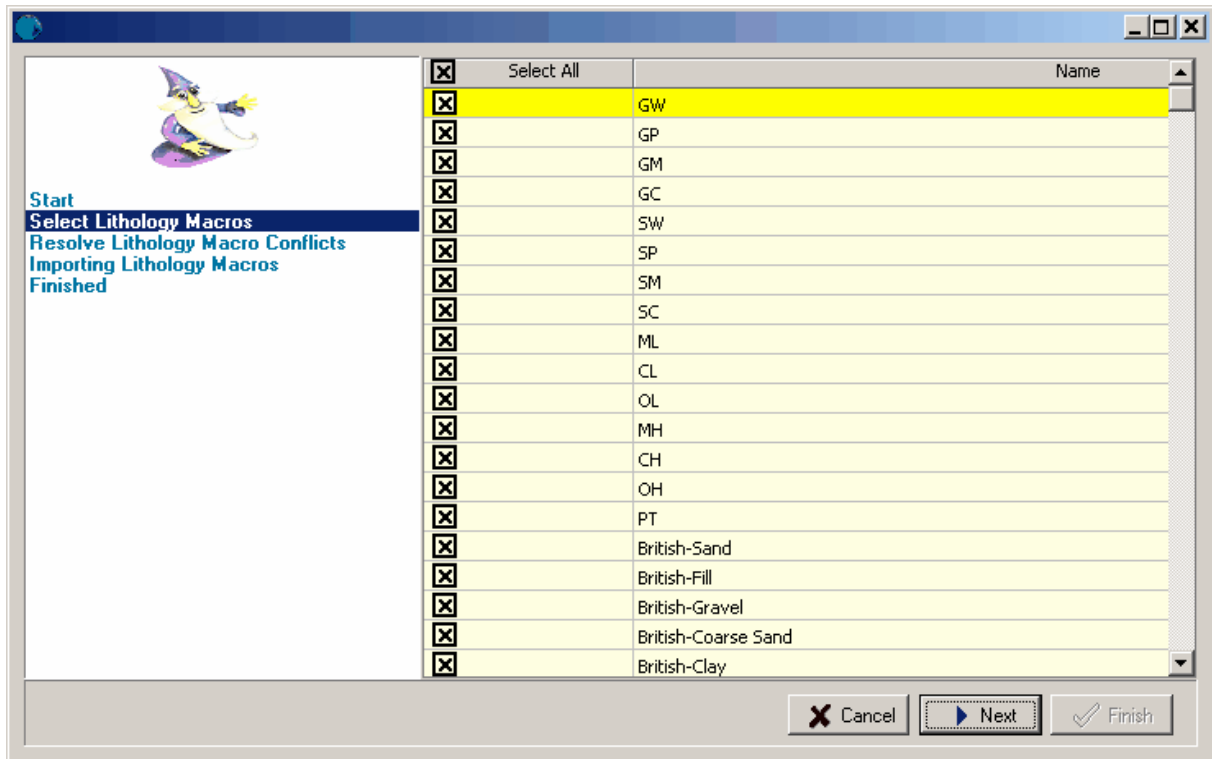 Start
Select Lithology Macros
Resolve Lithology Macro Conflicts
Importing Lithology Macros
Finished
Select All Name
GW
GP
GM
GC
SW
SP
SM
SC
ML
CL
OL
MH
CH
OH
PT
British-Sand
British-Fill
British-Gravel
British-Coarse Sand
British-Clay
Cancel Next Finish